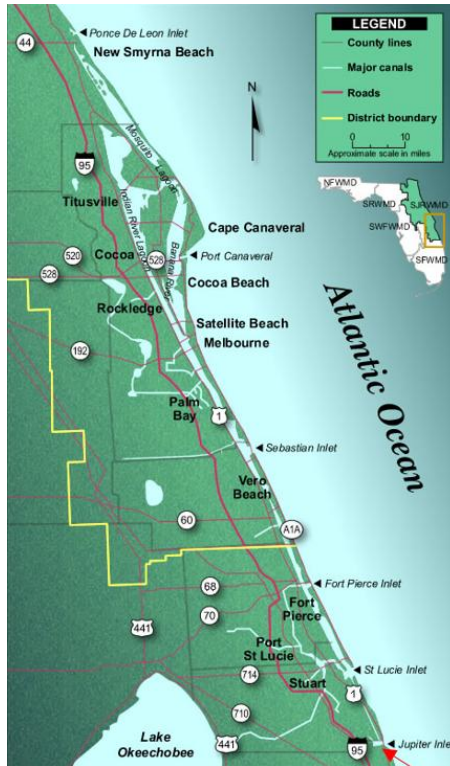 44
Ponce De Leon Inlet
New Smyrna Beach
LEGEND
County lines
Major canals
Roads
District boundary
0 10
Approximate scale in miles
N
Mosquito Lagoon
95
Titusville
Indian River Lagoon
NFWMD
SJRWMD
SRWMD
SWFWMD
SFWMD
Cape Canaveral
520
Cocoa
528
Banana River
Port Canaveral
528
Cocoa Beach
Rockledge
Satellite Beach
192
Melbourne
Atlantic Ocean
Palm
Bay
1
Sebastian Inlet
Vero
Beach
60
A1A
68
Fort Pierce Inlet
70
Fort
Pierce
441
Port
St Lucie
714
St Lucie Inlet
Stuart
1
710
Lake
Okeechobee
441
95
Jupiter Inlet